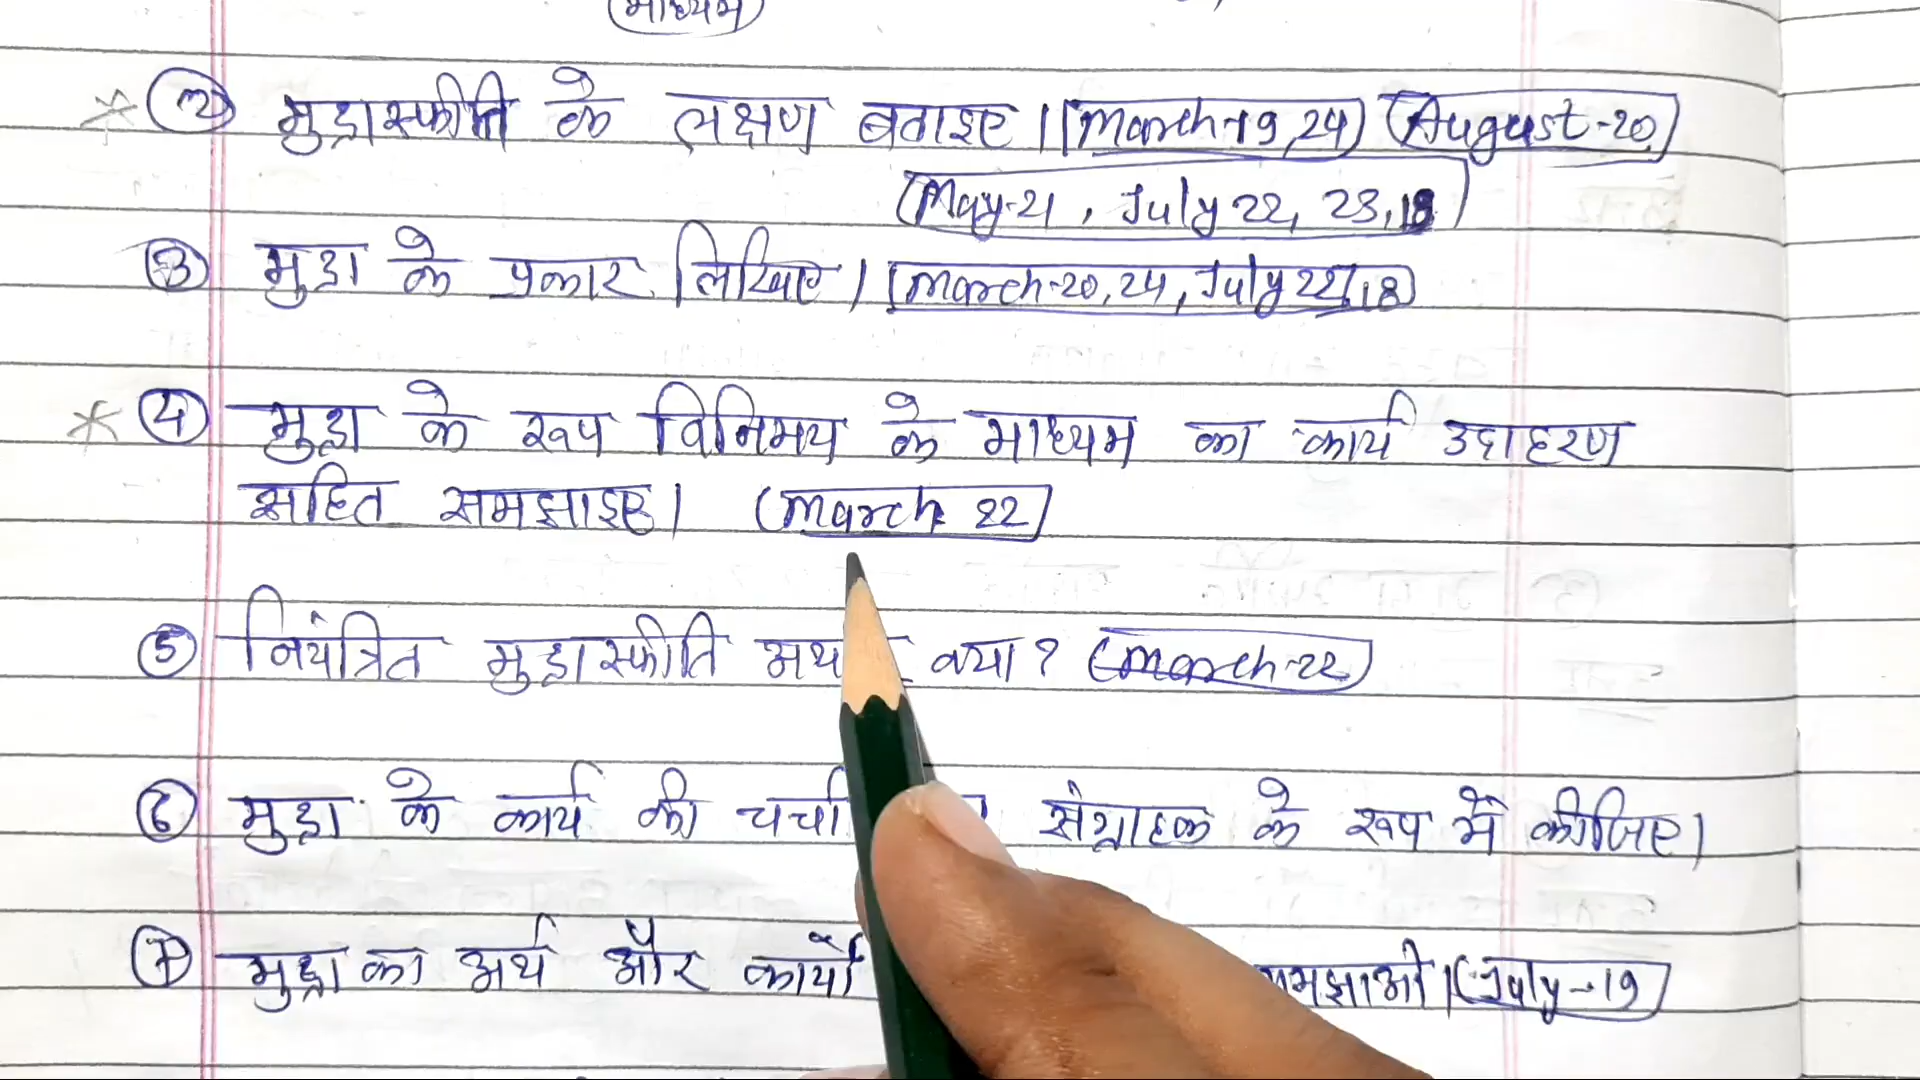 (माध्यम)
② मुद्रास्फीति के लक्षण बताइए । (March-19,24) (August-20)
(May-21, July 22, 23, 18)
③ मुद्रा के प्रकार लिखिए । (March-20,24, July 22,18)
④ मुद्रा के रूप विनिमय के माध्यम का कार्य उदाहरण
सहित समझाइए। (March 22)
⑤ नियंत्रित मुद्रास्फीति क्या? (March-22)
⑥ मुद्रा के कार्य की चर्चा संग्राहक के रूप में कीजिए।
⑦ मुद्रा का अर्थ और कार्यो (July-19)